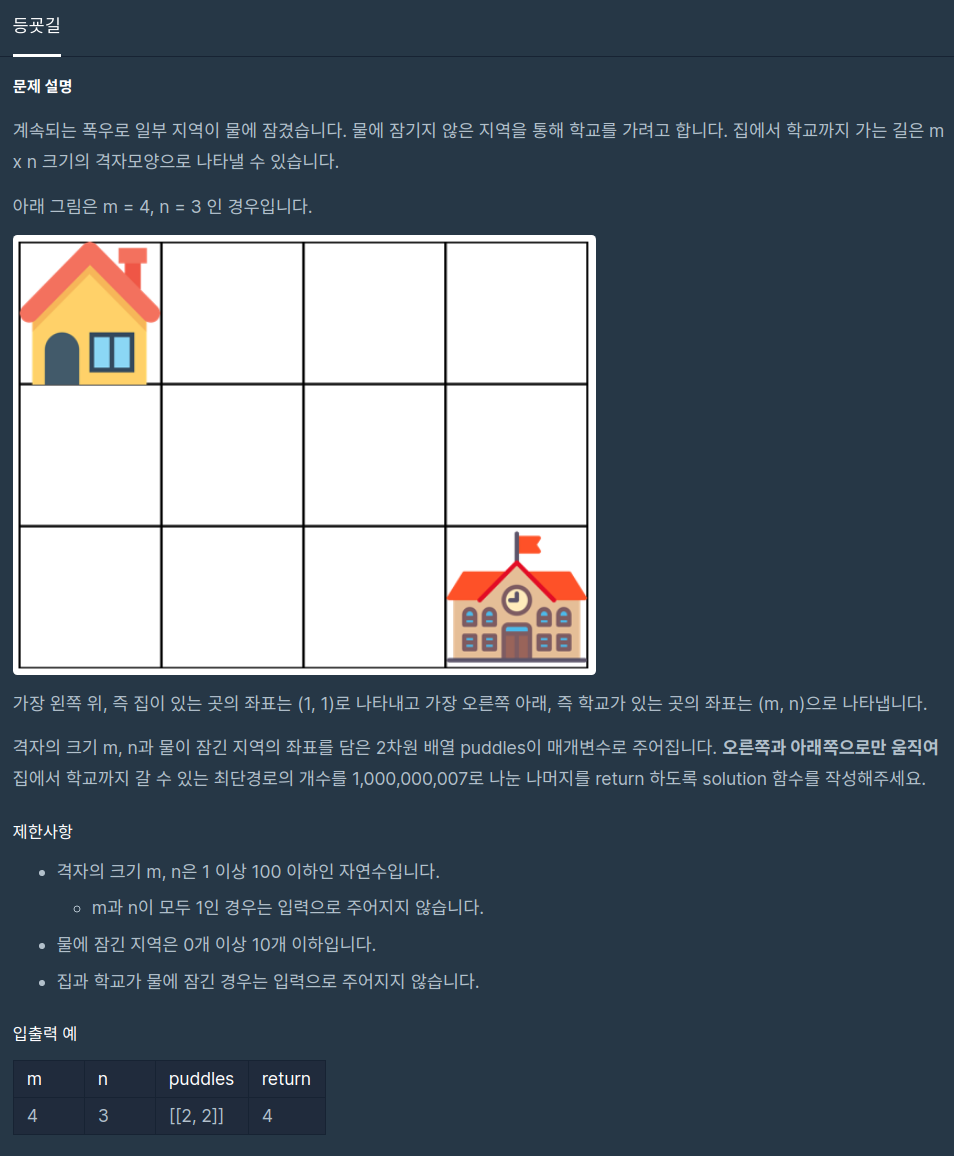 등굣길
문제 설명
계속되는 폭우로 일부 지역이 물에 잠겼습니다. 물에 잠기지 않은 지역을 통해 학교를 가려고 합니다. 집에서 학교까지 가는 길은 m
x n 크기의 격자모양으로 나타낼 수 있습니다.
아래 그림은 m = 4, n = 3 인 경우입니다.
가장 왼쪽 위, 즉 집이 있는 곳의 좌표는 (1, 1)로 나타내고 가장 오른쪽 아래, 즉 학교가 있는 곳의 좌표는 (m, n)으로 나타냅니다.
격자의 크기 m, n과 물이 잠긴 지역의 좌표를 담은 2차원 배열 puddles이 매개변수로 주어집니다. 오른쪽과 아래쪽으로만 움직여
집에서 학교까지 갈 수 있는 최단경로의 개수를 1,000,000,007로 나눈 나머지를 return 하도록 solution 함수를 작성해주세요.
제한사항
• 격자의 크기 m, n은 1 이상 100 이하인 자연수입니다.
◦ m과 n이 모두 1인 경우는 입력으로 주어지지 않습니다.
• 물에 잠긴 지역은 0개 이상 10개 이하입니다.
• 집과 학교가 물에 잠긴 경우는 입력으로 주어지지 않습니다.
입출력 예
m n puddles return
4 3 [[2, 2]] 4